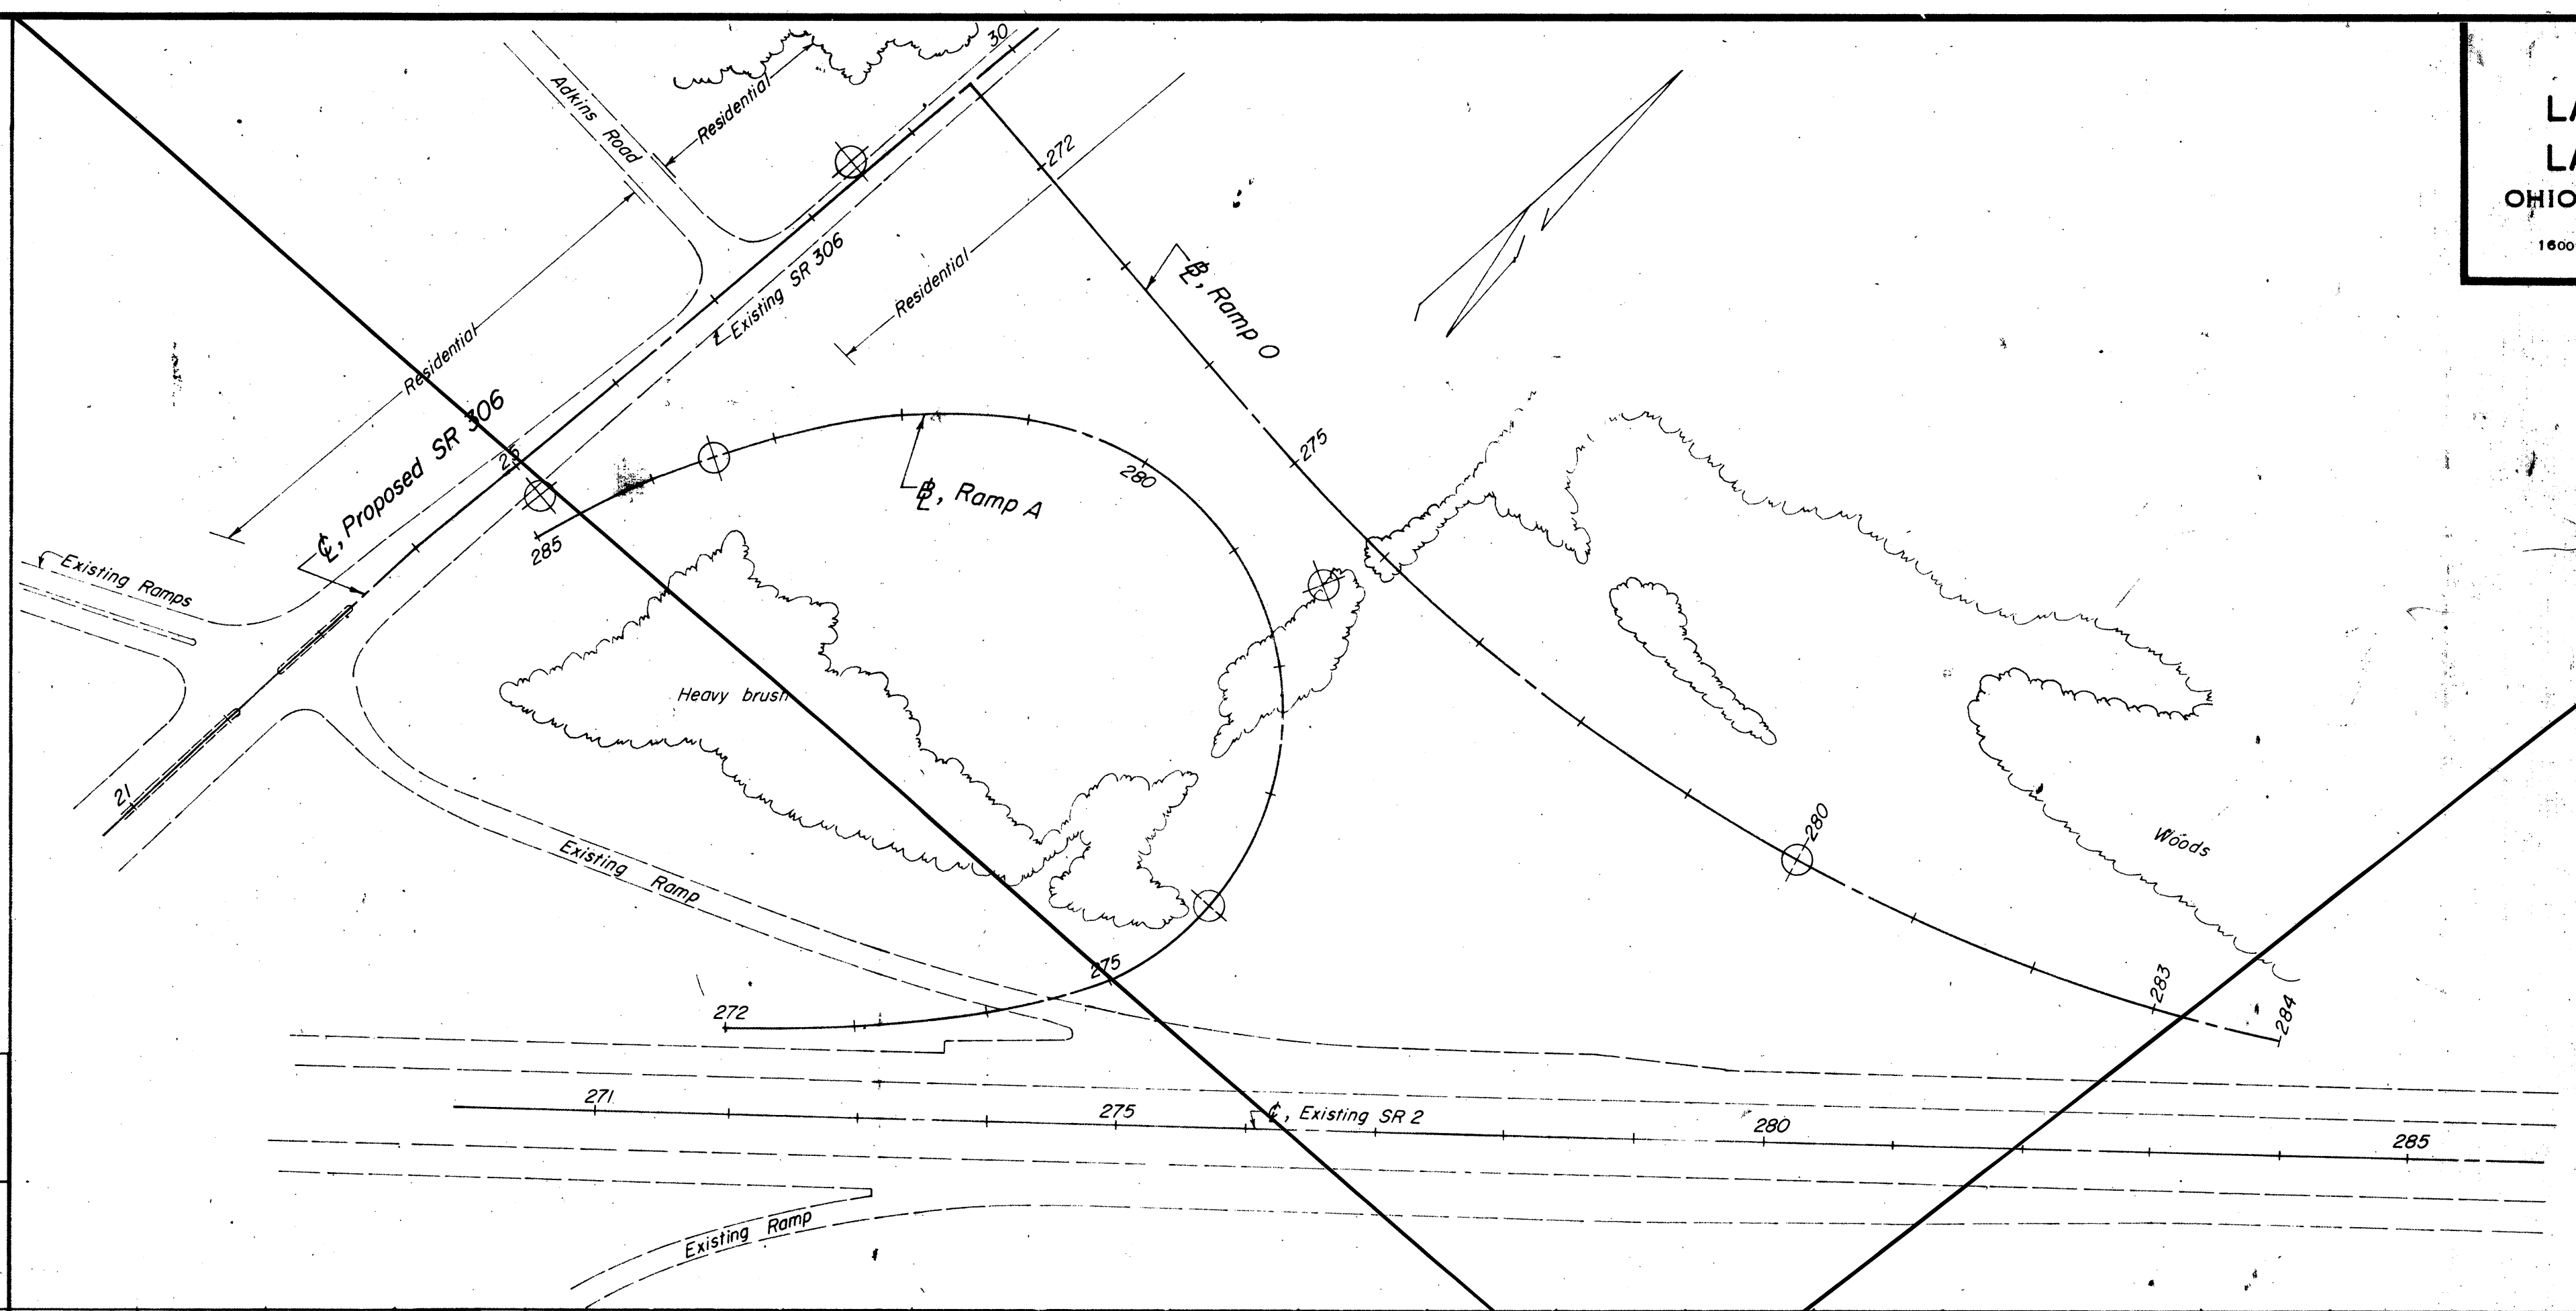 30
LA
LA
OHIO
1600
Adkins Road
Residential
272
Existing SR 306
Residential
℄, Ramp O
Residential
℄, Proposed SR 306
25
275
280
℄, Ramp A
285
Existing Ramps
Heavy brush
21
280
Woods
Existing Ramp
275
283
284
272
271
275
℄, Existing SR 2
280
285
Existing Ramp